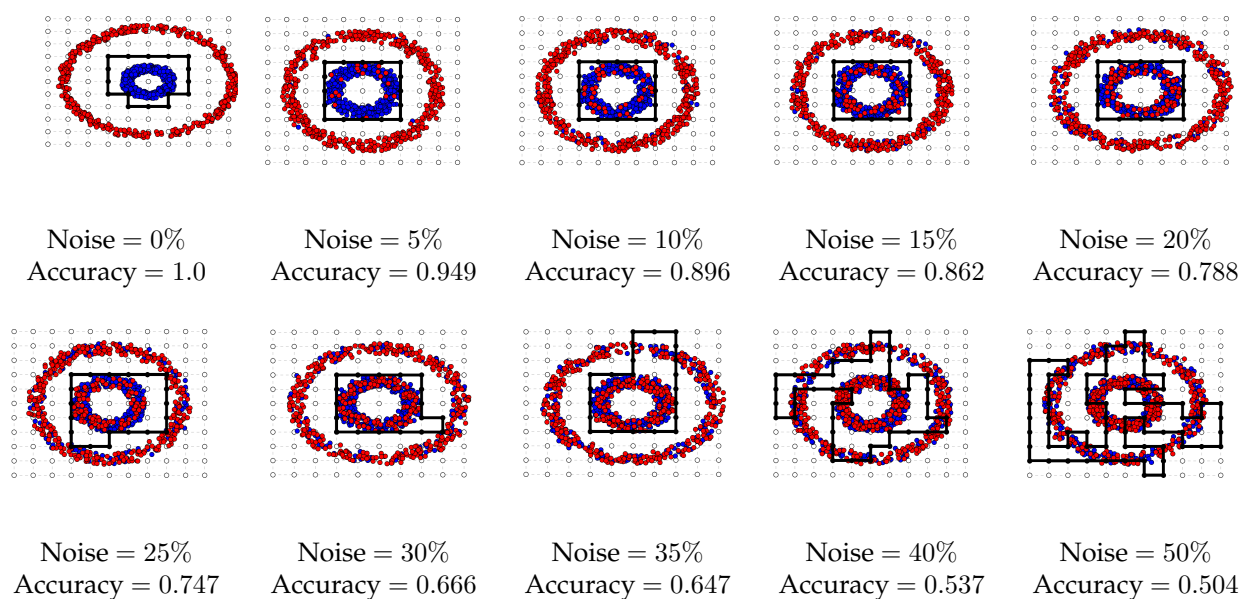 Noise = 0%
Accuracy = 1.0
Noise = 5%
Accuracy = 0.949
Noise = 10%
Accuracy = 0.896
Noise = 15%
Accuracy = 0.862
Noise = 20%
Accuracy = 0.788
Noise = 25%
Accuracy = 0.747
Noise = 30%
Accuracy = 0.666
Noise = 35%
Accuracy = 0.647
Noise = 40%
Accuracy = 0.537
Noise = 50%
Accuracy = 0.504